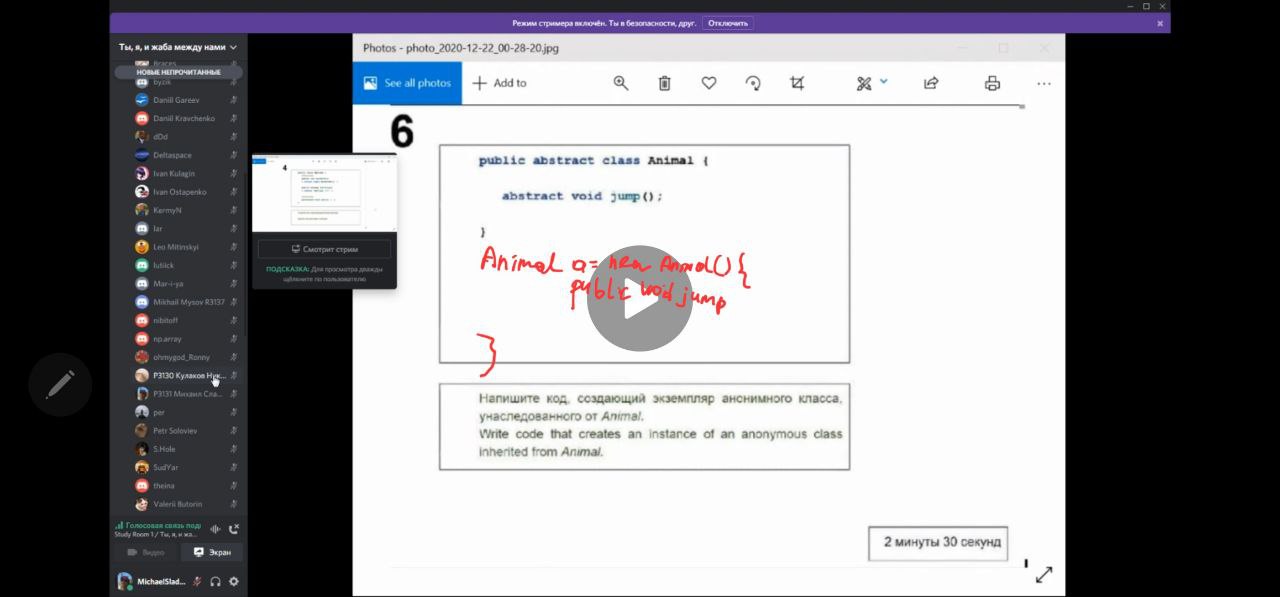 Режим стримера включён. Ты в безопасности, друг. Отключить
Ты, я, и жаба между нами
Braces
НОВЫЕ НЕПРОЧИТАННЫЕ
byzik
Daniil Gareev
Daniil Kravchenko
dDd
Deltaspace
Ivan Kulagin
Ivan Ostapenko
KermyN
lar
Leo Mitinskyi
lutiick
Mar-i-ya
Mikhail Mysov R3137
nibitoff
np.array
ohmygod_Ronny
P3130 Кулаков Ник...
P3131 Михаил Сла...
per
Petr Soloviev
S.Hole
SudYar
theina
Valerii Butorin
Голосовая связь под
Study Room 1 / Ты, я, и жа...
Видео
Экран
MichaelSlad...
4
Смотрит стрим
ПОДСКАЗКА: Для просмотра дважды
щёлкните по пользователю
Photos - photo_2020-12-22_00-28-20.jpg
See all photos
Add to
6
public abstract class Animal {
abstract void jump();
}
Animal a = new Animal() {
public void jump
}
Напишите код, создающий экземпляр анонимного класса,
унаследованного от Animal.
Write code that creates an instance of an anonymous class
inherited from Animal.
2 минуты 30 секунд